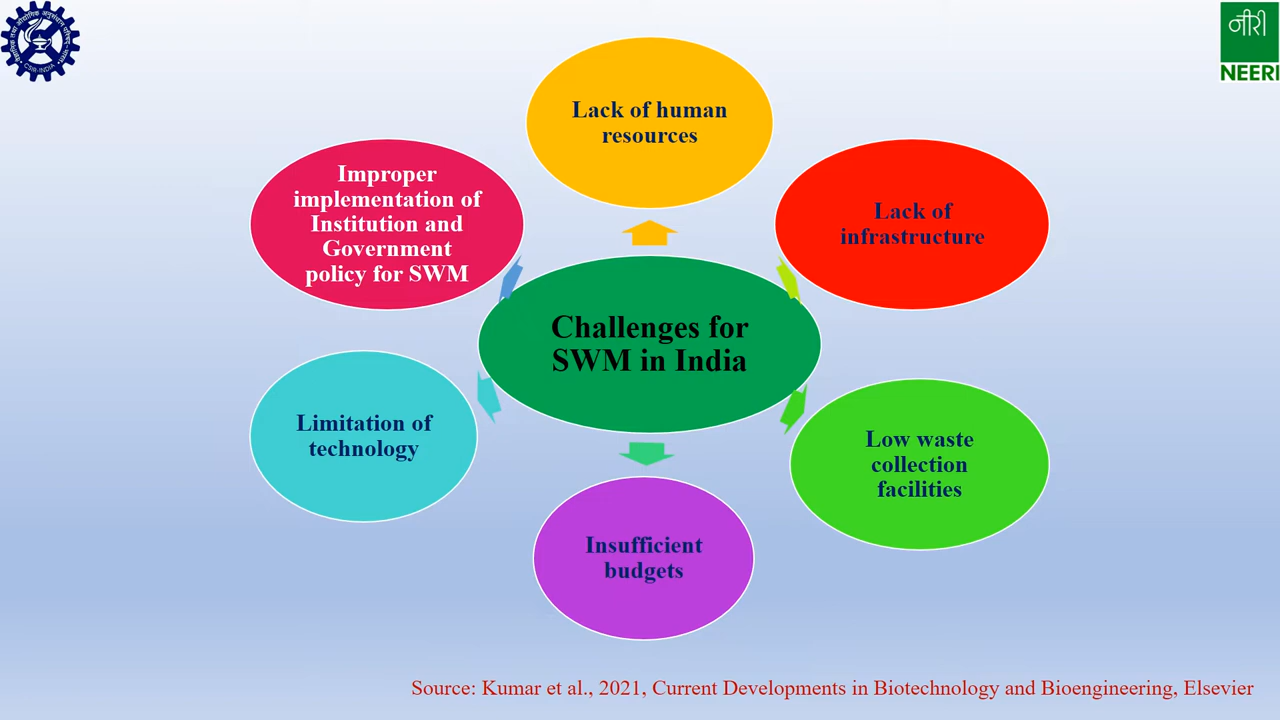 नीरी
NEERI
CSIR-INDIA
Lack of human
resources
Improper
implementation of
Institution and
Government
policy for SWM
Lack of
infrastructure
Challenges for
SWM in India
Limitation of
technology
Low waste
collection
facilities
Insufficient
budgets
Source: Kumar et al., 2021, Current Developments in Biotechnology and Bioengineering, Elsevier